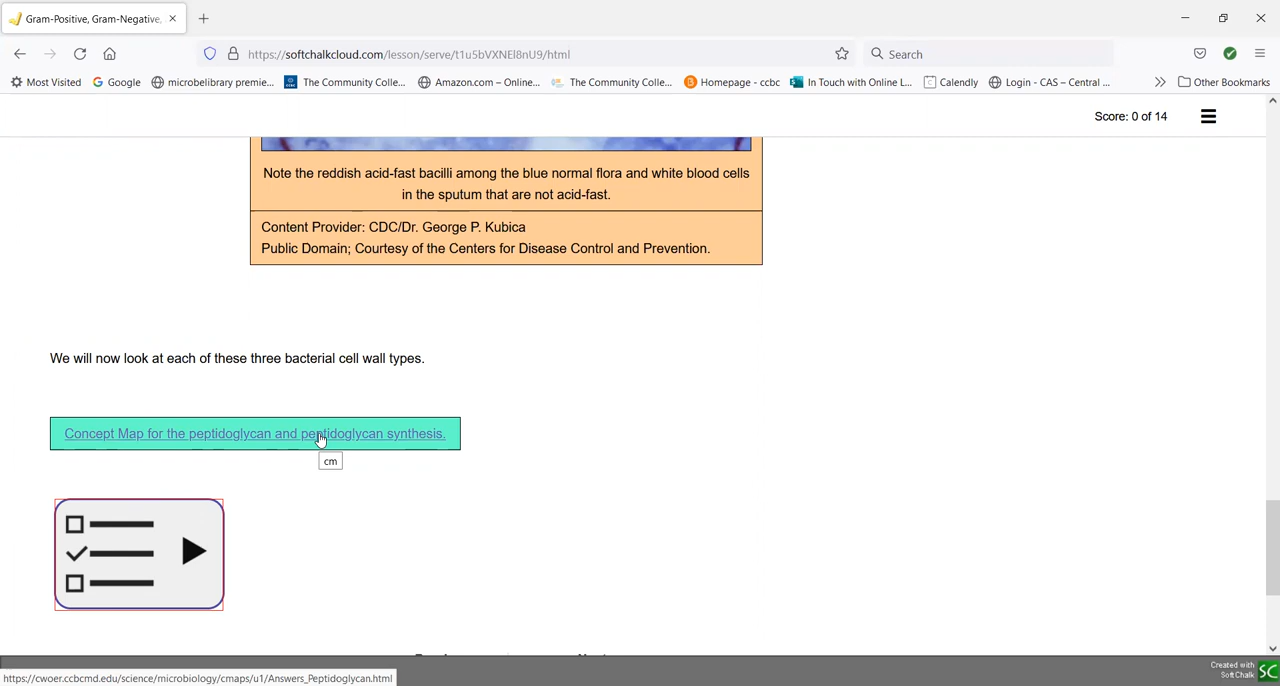 Gram-Positive, Gram-Negative,
https://softchalkcloud.com/lesson/serve/t1u5bVXNEl8nU9/html
Search
Most Visited
Google
microbelibrary premie...
The Community Colle...
Amazon.com – Online...
The Community Colle...
Homepage - ccbc
In Touch with Online L...
Calendly
Login - CAS – Central ...
Other Bookmarks
Score: 0 of 14
Note the reddish acid-fast bacilli among the blue normal flora and white blood cells
in the sputum that are not acid-fast.
Content Provider: CDC/Dr. George P. Kubica
Public Domain; Courtesy of the Centers for Disease Control and Prevention.
We will now look at each of these three bacterial cell wall types.
Concept Map for the peptidoglycan and peptidoglycan synthesis.
cm
Created with
SoftChalk
SC
https://cwoer.ccbcmd.edu/science/microbiology/cmaps/u1/Answers_Peptidoglycan.html